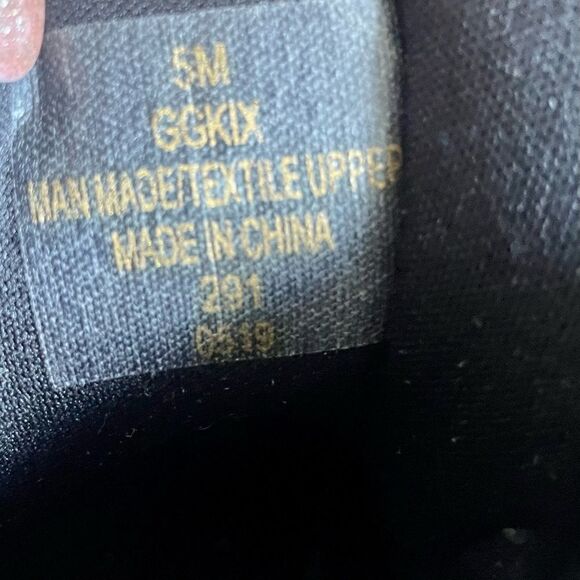 5M
GGKIX
MAN MADE/TEXTILE UPPER
MADE IN CHINA
291
0519